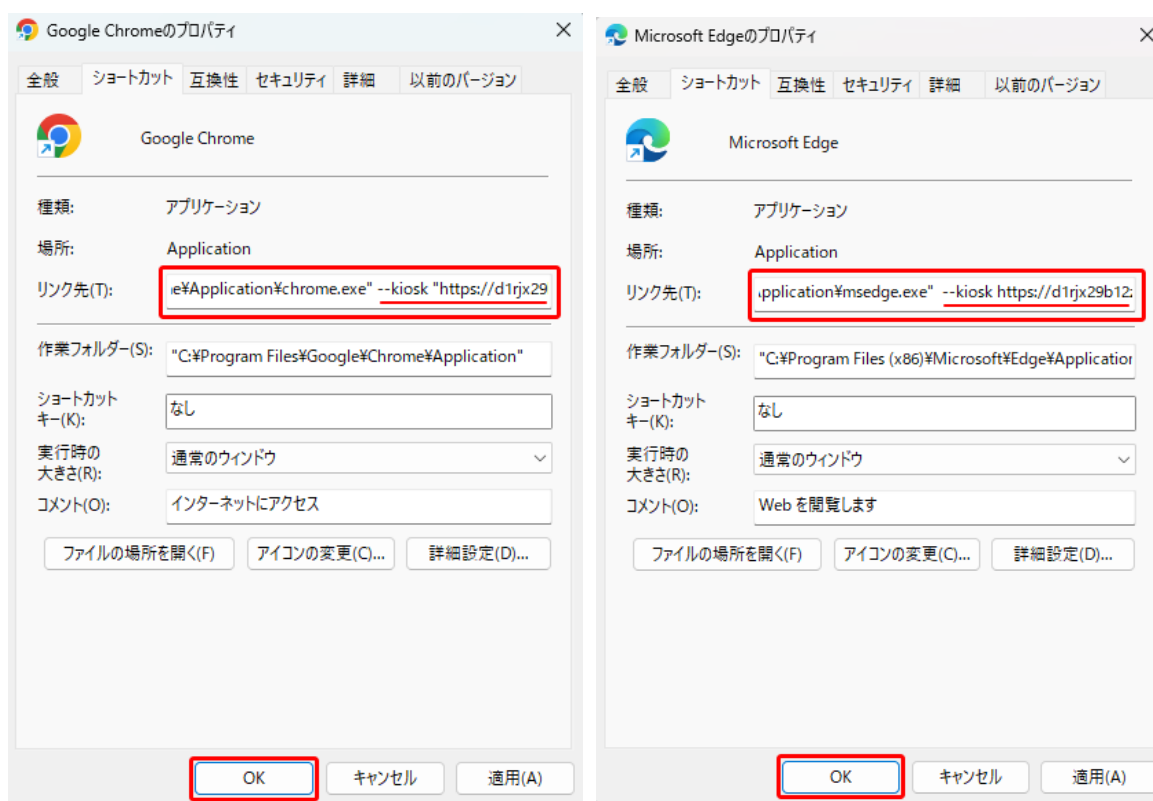 Google Chromeのプロパティ
全般 ショートカット 互換性 セキュリティ 詳細 以前のバージョン
Google Chrome
種類: アプリケーション
場所: Application
リンク先(T): e¥Application¥chrome.exe" --kiosk "https://d1rjx29
作業フォルダー(S): "C:¥Program Files¥Google¥Chrome¥Application"
ショートカット
キー(K): なし
実行時の
大きさ(R): 通常のウィンドウ
コメント(O): インターネットにアクセス
ファイルの場所を開く(F) アイコンの変更(C)... 詳細設定(D)...
OK キャンセル 適用(A)
Microsoft Edgeのプロパティ
全般 ショートカット 互換性 セキュリティ 詳細 以前のバージョン
Microsoft Edge
種類: アプリケーション
場所: Application
リンク先(T): pplication¥msedge.exe" --kiosk https://d1rjx29b12
作業フォルダー(S): "C:¥Program Files (x86)¥Microsoft¥Edge¥Application
ショートカット
キー(K): なし
実行時の
大きさ(R): 通常のウィンドウ
コメント(O): Web を閲覧します
ファイルの場所を開く(F) アイコンの変更(C)... 詳細設定(D)...
OK キャンセル 適用(A)